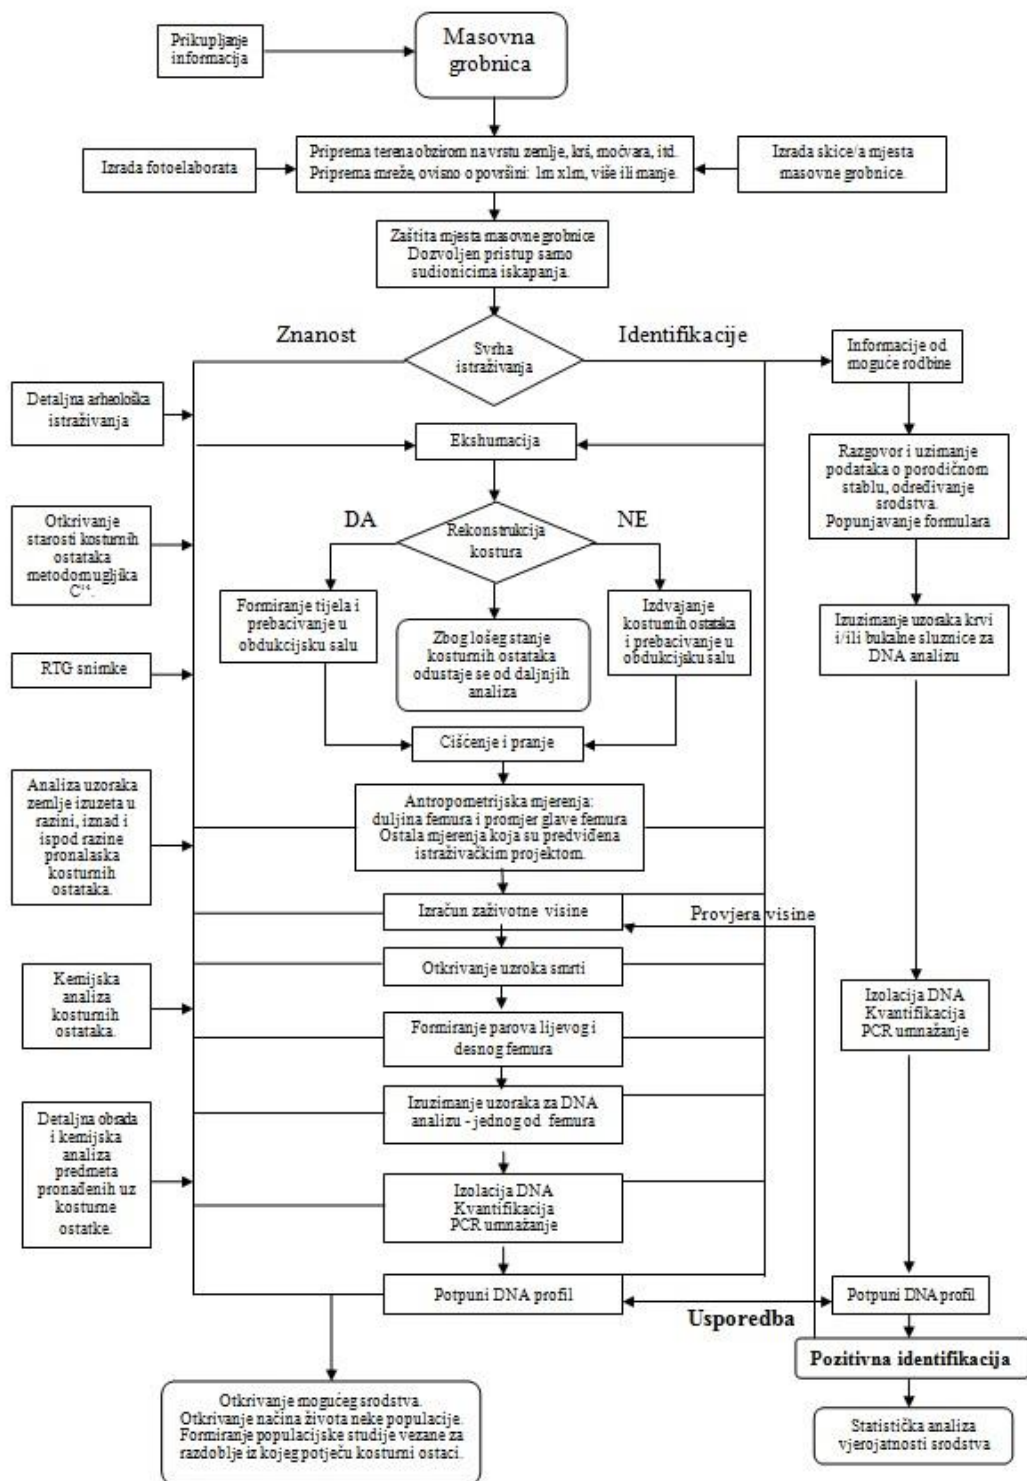 Prikupljanje
informacija
Masovna
grobnica
Izrada fotoelaborata
Priprema terena obzirom na vrstu zemlje, krš, močvara, itd.
Priprema mreže, ovisno o površini: 1m x1m, više ili manje.
Izrada skice/a mjesta
masovne grobnice.
Zaštita mjesta masovne grobnice
Dozvoljen pristup samo
sudionicima iskapanja.
Znanost
Svrha
istraživanja
Identifikacije
Informacije od
moguće rodbine
Detaljna arheološka
istraživanja
Ekshumacija
Razgovor i uzimanje
podataka o porodičnom
stablu, određivanje
srodstva.
Popunjavanje formulara
DA
Rekonstrukcija
kostura
NE
Otkrivanje
starosti kosturnih
ostataka
metodom ugljika
C¹⁴.
Formiranje tijela i
prebacivanje u
obdukcijsku salu
Zbog lošeg stanje
kosturnih ostataka
odustaje se od daljnjih
analiza
Izdvajanje
kosturnih ostataka
i prebacivanje u
obdukcijsku salu
Izuzimanje uzoraka krvi
i/ili bukalne sluznice za
DNA analizu
RTG snimke
Čišćenje i pranje
Analiza uzoraka
zemlje izuzeta u
razini, iznad i
ispod razine
pronalaska
kosturnih
ostataka.
Antropometrijska mjerenja:
duljina femura i promjer glave femura
Ostala mjerenja koja su predviđena
istraživačkim projektom.
Izračun zaživotne visine
Provjera visine
Otkrivanje uzroka smrti
Kemijska
analiza
kosturnih
ostataka.
Formiranje parova lijevog i
desnog femura
Izolacija DNA
Kvantifikacija
PCR umnažanje
Izuzimanje uzoraka za DNA
analizu - jednog od femura
Detaljna obrada
i kemijska
analiza
predmeta
pronađenih uz
kosturne
ostatke.
Izolacija DNA
Kvantifikacija
PCR umnažanje
Potpuni DNA profil
Usporedba
Potpuni DNA profil
Pozitivna identifikacija
Otkrivanje mogućeg srodstva.
Otkrivanje načina života neke populacije.
Formiranje populacijske studije vezane za
razdoblje iz kojeg potječu kosturni ostaci.
Statistička analiza
vjerojatnosti srodstva